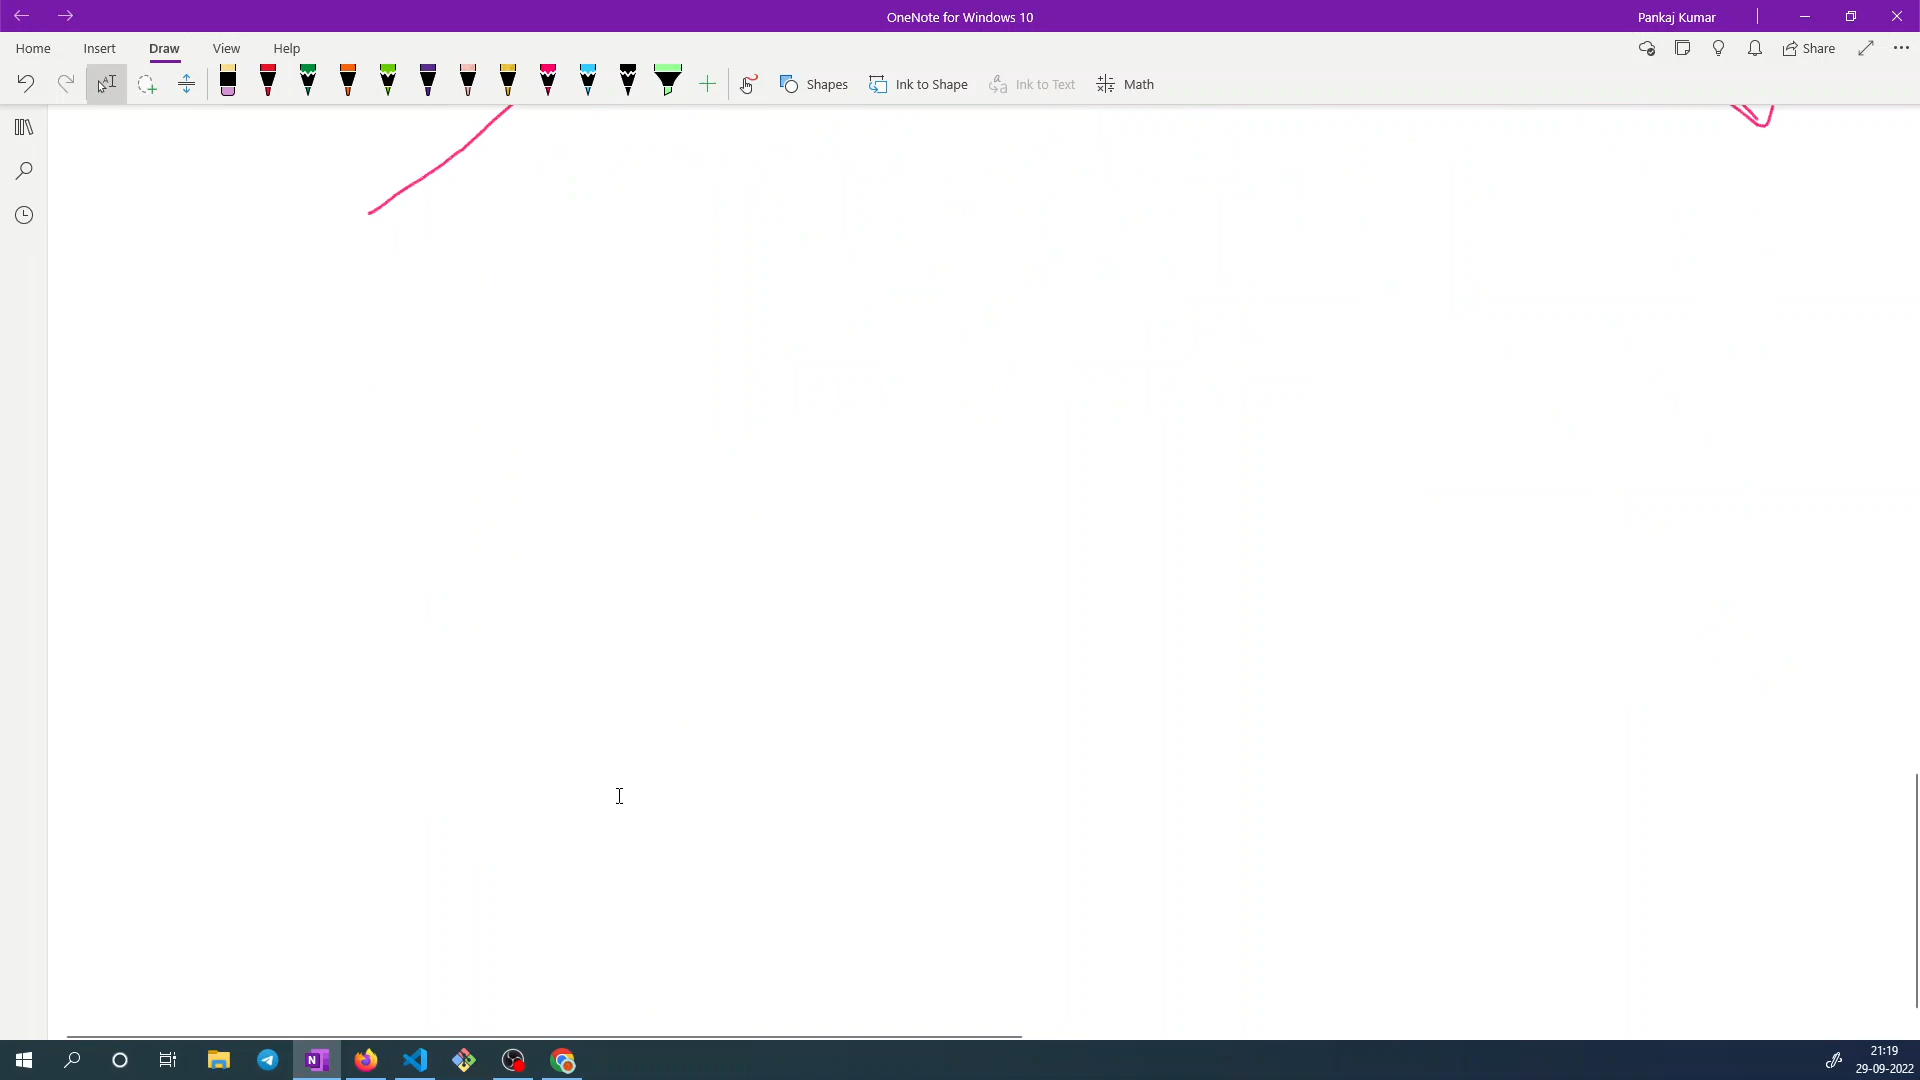 OneNote for Windows 10
Pankaj Kumar
Home Insert Draw View Help
Share
Shapes Ink to Shape Ink to Text Math
21:19
29-09-2022